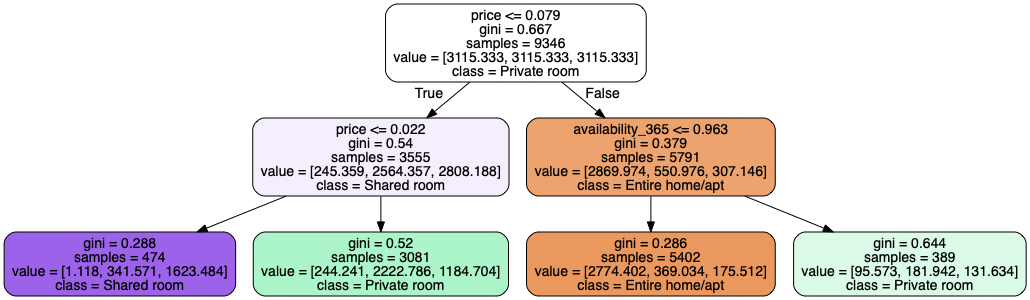 price <= 0.079
gini = 0.667
samples = 9346
value = [3115.333, 3115.333, 3115.333]
class = Private room
True
False
price <= 0.022
gini = 0.54
samples = 3555
value = [245.359, 2564.357, 2808.188]
class = Shared room
availability_365 <= 0.963
gini = 0.379
samples = 5791
value = [2869.974, 550.976, 307.146]
class = Entire home/apt
gini = 0.288
samples = 474
value = [1.118, 341.571, 1623.484]
class = Shared room
gini = 0.52
samples = 3081
value = [244.241, 2222.786, 1184.704]
class = Private room
gini = 0.286
samples = 5402
value = [2774.402, 369.034, 175.512]
class = Entire home/apt
gini = 0.644
samples = 389
value = [95.573, 181.942, 131.634]
class = Private room